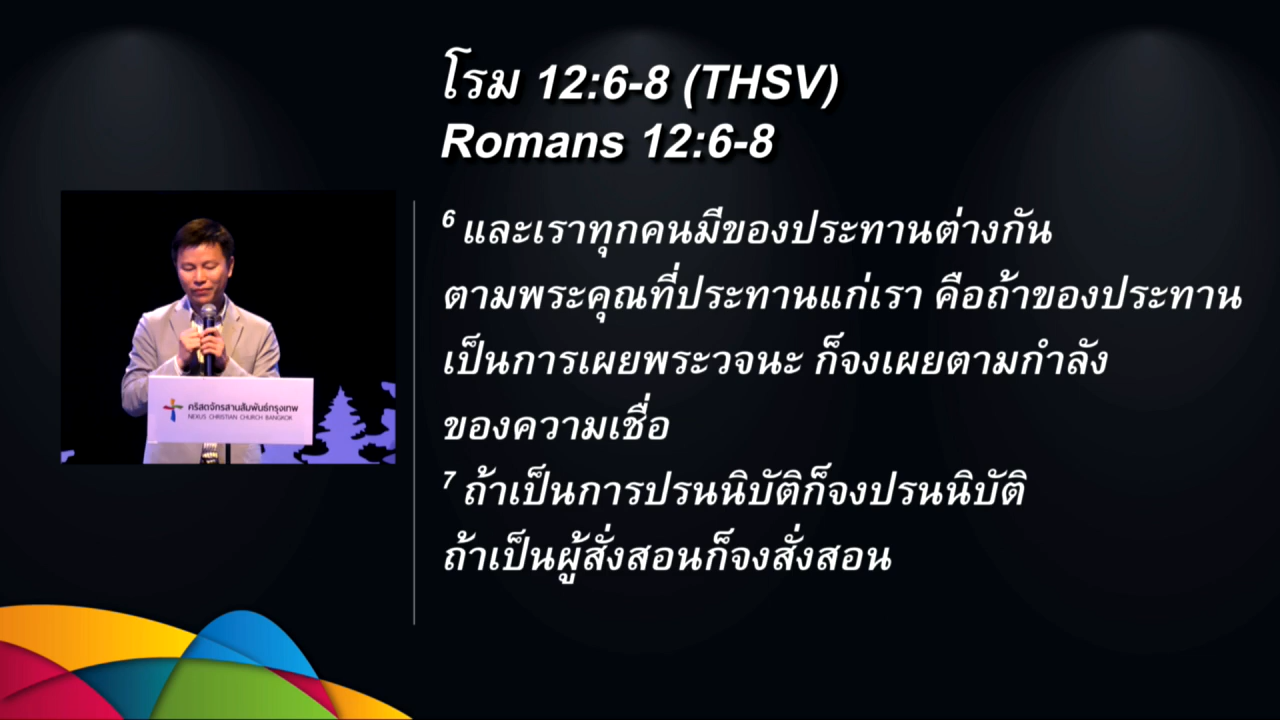 โรม 12:6-8 (THSV)
Romans 12:6-8
6 และเราทุกคนมีของประทานต่างกัน
ตามพระคุณที่ประทานแก่เรา คือถ้าของประทาน
เป็นการเผยพระวจนะ ก็จงเผยตามกำลัง
ของความเชื่อ
7 ถ้าเป็นการปรนนิบัติก็จงปรนนิบัติ
ถ้าเป็นผู้สั่งสอนก็จงสั่งสอน
คริสตจักรสานสัมพันธ์กรุงเทพ
NEXUS CHRISTIAN CHURCH BANGKOK